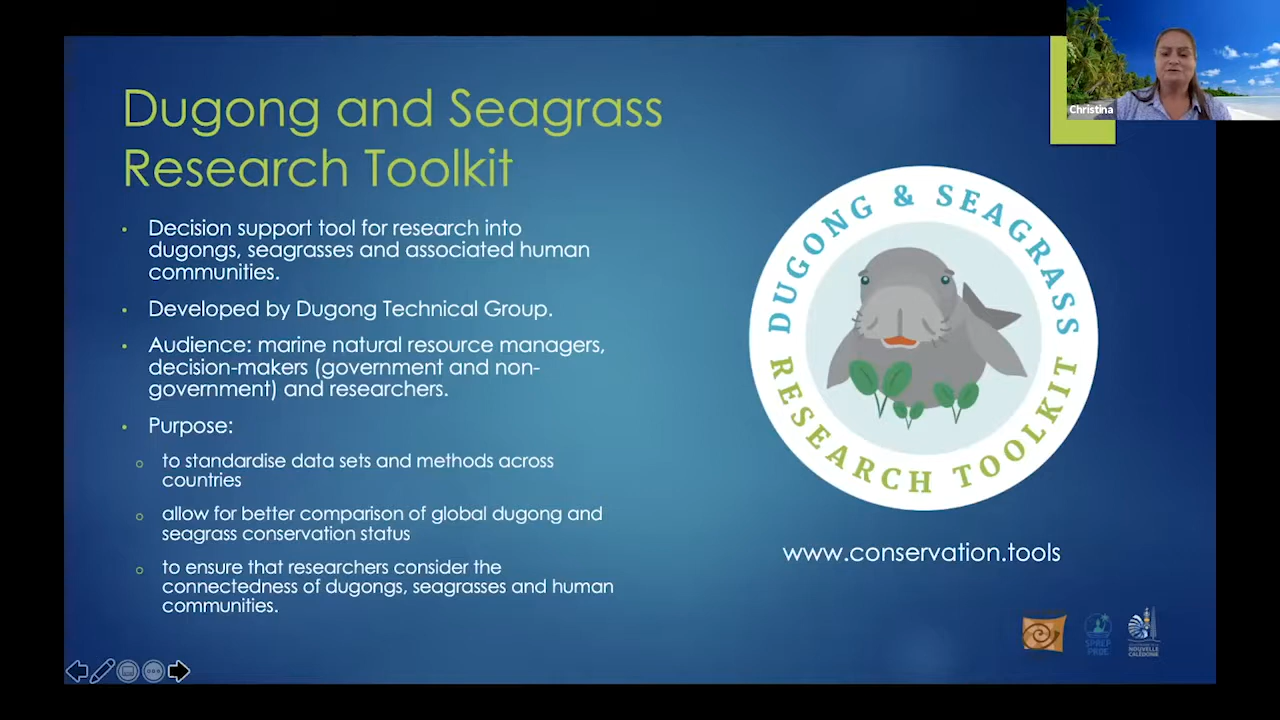 Christina
Dugong and Seagrass
Research Toolkit
• Decision support tool for research into
dugongs, seagrasses and associated human
communities.
• Developed by Dugong Technical Group.
• Audience: marine natural resource managers,
decision-makers (government and non-
government) and researchers.
• Purpose:
o to standardise data sets and methods across
countries
o allow for better comparison of global dugong and
seagrass conservation status
o to ensure that researchers consider the
connectedness of dugongs, seagrasses and human
communities.
DUGONG & SEAGRASS
RESEARCH TOOLKIT
www.conservation.tools
SPREP
PROE
NOUVELLE
CALÉDONIE